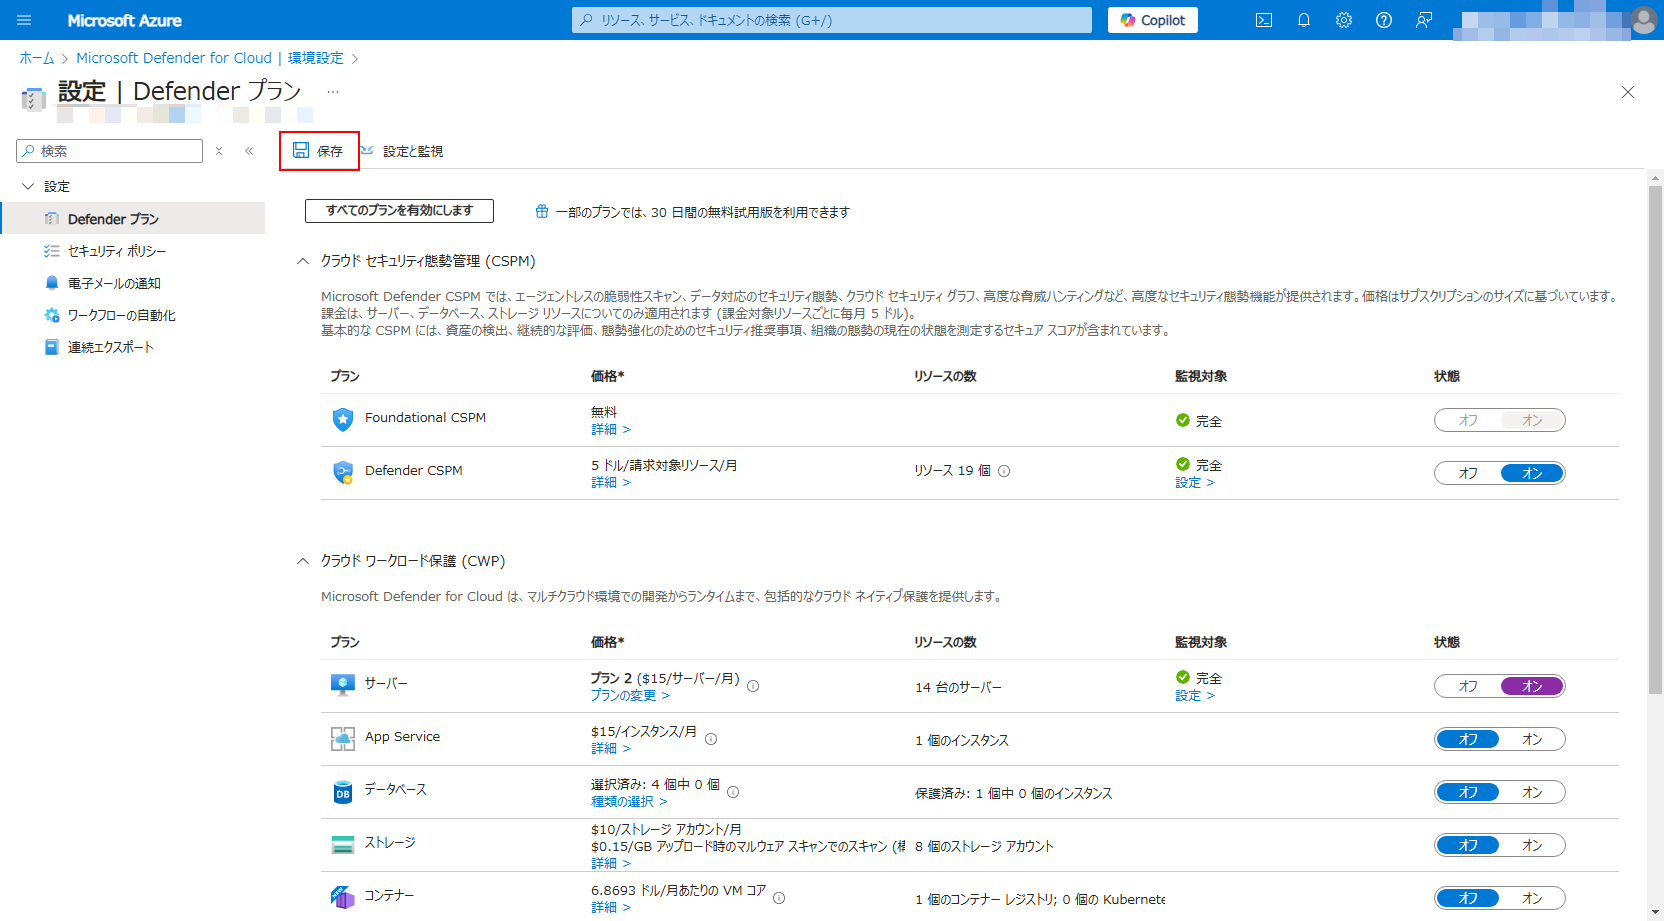 Microsoft Azure
リソース、サービス、ドキュメントの検索 (G+/)
Copilot
ホーム > Microsoft Defender for Cloud | 環境設定 >
設定 | Defender プラン ...
検索
保存
設定と監視
設定
Defender プラン
セキュリティ ポリシー
電子メールの通知
ワークフローの自動化
連続エクスポート
すべてのプランを有効にします
一部のプランでは、30 日間の無料試用版を利用できます
クラウド セキュリティ態勢管理 (CSPM)
Microsoft Defender CSPM では、エージェントレスの脆弱性スキャン、データ対応のセキュリティ態勢、クラウド セキュリティ グラフ、高度な脅威ハンティングなど、高度なセキュリティ態勢機能が提供されます。価格はサブスクリプションのサイズに基づいています。
課金は、サーバー、データベース、ストレージ リソースについてのみ適用されます (課金対象リソースごとに毎月 5 ドル)。
基本的な CSPM には、資産の検出、継続的な評価、態勢強化のためのセキュリティ推奨事項、組織の態勢の現在の状態を測定するセキュア スコアが含まれています。
プラン 価格* リソースの数 監視対象 状態
Foundational CSPM 無料 完全 オフ オン
詳細 >
Defender CSPM 5 ドル/請求対象リソース/月 リソース 19 個 完全 オフ オン
詳細 > 設定 >
クラウド ワークロード保護 (CWP)
Microsoft Defender for Cloud は、マルチクラウド環境での開発からランタイムまで、包括的なクラウド ネイティブ保護を提供します。
プラン 価格* リソースの数 監視対象 状態
サーバー プラン 2 ($15/サーバー/月) 14 台のサーバー 完全 オフ オン
プランの変更 > 設定 >
App Service $15/インスタンス/月 1 個のインスタンス オフ オン
詳細 >
データベース 選択済み: 4 個中 0 個 保護済み: 1 個中 0 個のインスタンス オフ オン
種類の選択 >
DB
ストレージ $10/ストレージ アカウント/月
$0.15/GB アップロード時のマルウェア スキャンでのスキャン ( 8 個のストレージ アカウント オフ オン
詳細 >
コンテナー 6.8693 ドル/月あたりの VM コア 1 個のコンテナー レジストリ; 0 個の Kubernete オフ オン
詳細 >